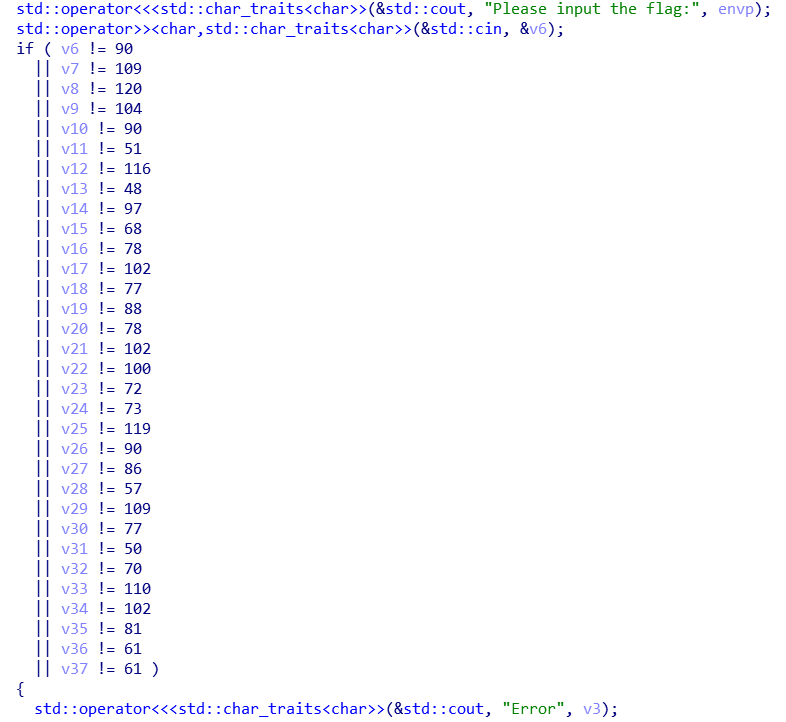 std::operator<<<std::char_traits<char>>(&std::cout, "Please input the flag:", envp);
std::operator>><char,std::char_traits<char>>(&std::cin, &v6);
if ( v6 != 90
|| v7 != 109
|| v8 != 120
|| v9 != 104
|| v10 != 90
|| v11 != 51
|| v12 != 116
|| v13 != 48
|| v14 != 97
|| v15 != 68
|| v16 != 78
|| v17 != 102
|| v18 != 77
|| v19 != 88
|| v20 != 78
|| v21 != 102
|| v22 != 100
|| v23 != 72
|| v24 != 73
|| v25 != 119
|| v26 != 90
|| v27 != 86
|| v28 != 57
|| v29 != 109
|| v30 != 77
|| v31 != 50
|| v32 != 70
|| v33 != 110
|| v34 != 102
|| v35 != 81
|| v36 != 61
|| v37 != 61 )
{
std::operator<<<std::char_traits<char>>(&std::cout, "Error", v3);